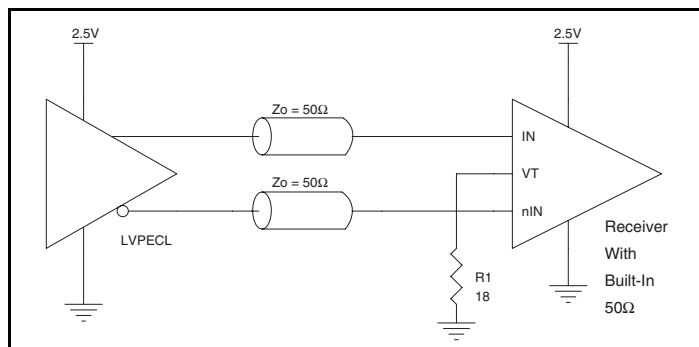 2.5V
2.5V
Zo = 50Ω
IN
VT
Zo = 50Ω
nIN
LVPECL
Receiver
With
Built-In
50Ω
R1
18